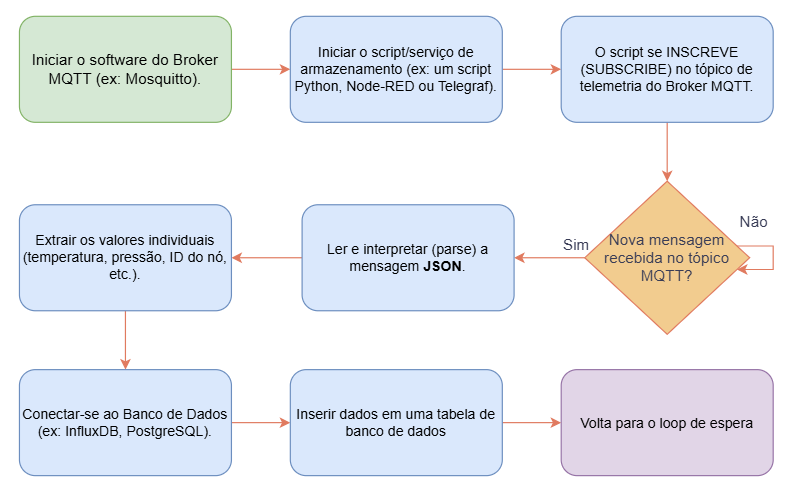 Iniciar o software do Broker
MQTT (ex: Mosquitto).
Iniciar o script/serviço de
armazenamento (ex: um script
Python, Node-RED ou Telegraf).
O script se INSCREVE
(SUBSCRIBE) no tópico de
telemetria do Broker MQTT.
Não
Nova mensagem
recebida no tópico
MQTT?
Sim
Ler e interpretar (parse) a
mensagem JSON.
Extrair os valores individuais
(temperatura, pressão, ID do nó,
etc.).
Conectar-se ao Banco de Dados
(ex: InfluxDB, PostgreSQL).
Inserir dados em uma tabela de
banco de dados
Volta para o loop de espera